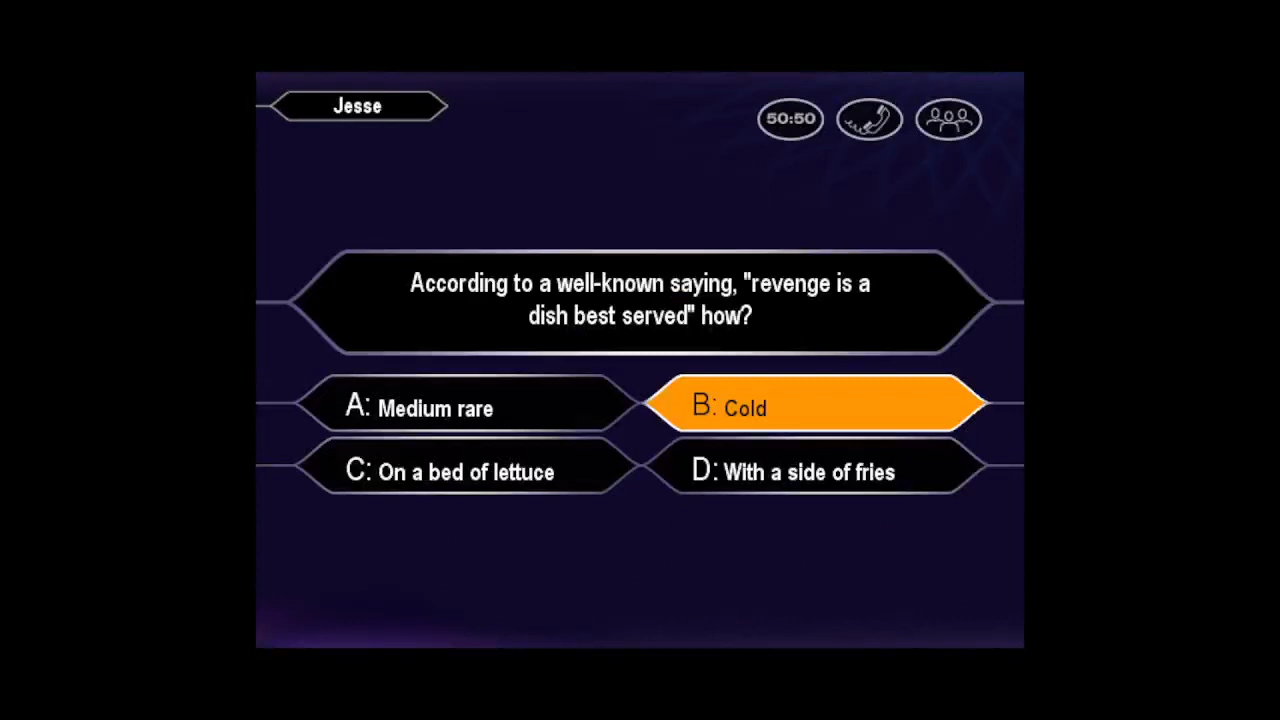 Jesse
50:50
According to a well-known saying, "revenge is a
dish best served" how?
A: Medium rare
B: Cold
C: On a bed of lettuce
D: With a side of fries